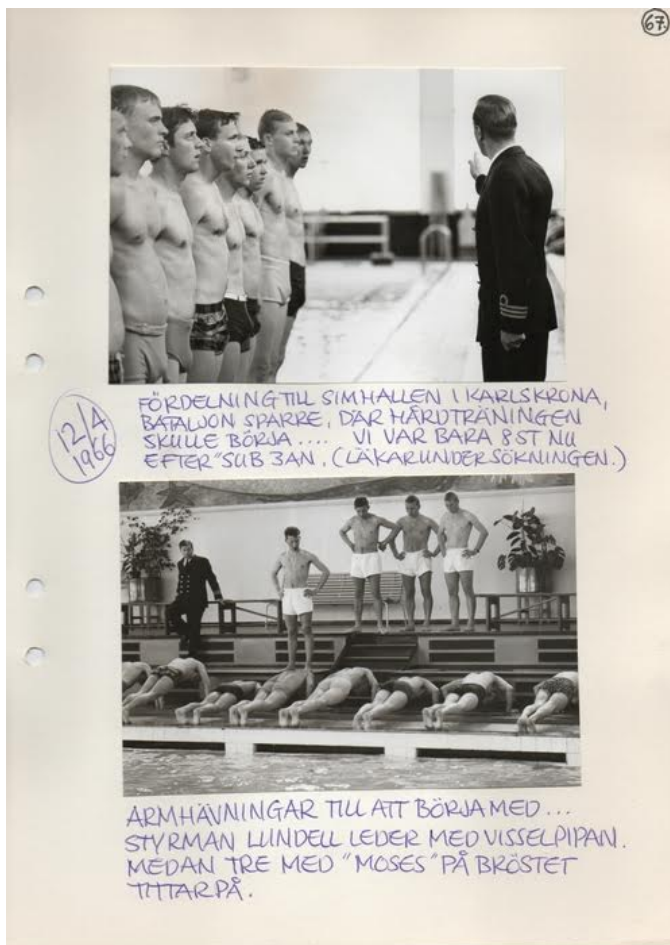 67.
FÖRDELNING TILL SIMHALLEN I KARLSKRONA,
BATALJON SPARRE, DÄR HÅRDTRÄNINGEN
SKULLE BÖRJA.... VI VAR BARA 8 ST NU
EFTER "SUB 3AN. (LÄKARUNDERSÖKNINGEN.)
12/4
1966
ARMHÄVNINGAR TILL ATT BÖRJA MED...
STYRMAN LUNDELL LEDER MED VISSELPIPAN.
MEDAN TRE MED "MOSES" PÅ BRÖSTET
TITTAR PÅ.